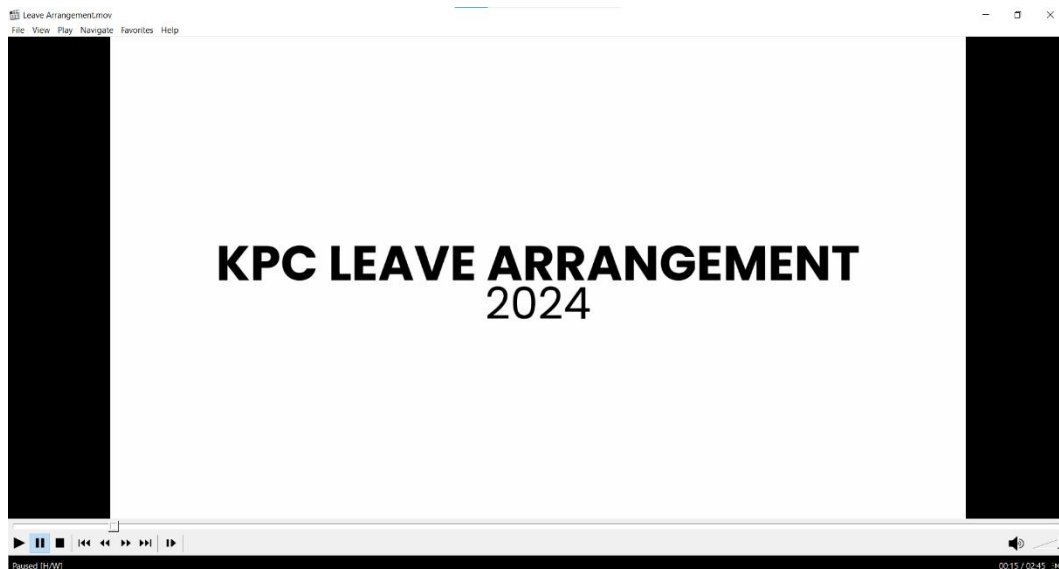 Leave Arrangement.mov
File View Play Navigate Favorites Help
KPC LEAVE ARRANGEMENT
2024
Paused [H/W]
00:15 / 02:45